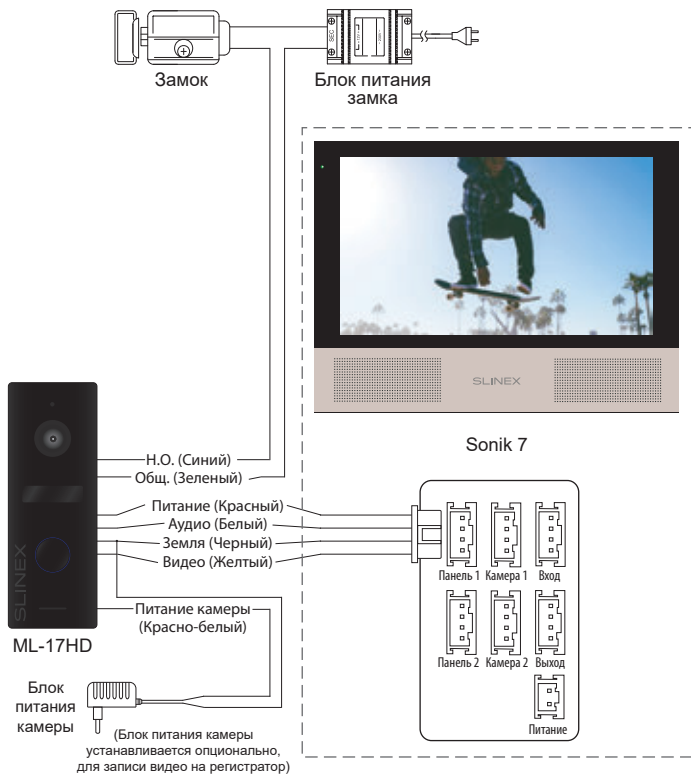 Замок
Блок питания
замка
SLINEX
Sonik 7
Н.О. (Синий)
Общ. (Зеленый)
Питание (Красный)
Аудио (Белый)
Земля (Черный)
Видео (Желтый)
Питание камеры
(Красно-белый)
SLINEX
ML-17HD
Панель 1 Камера 1 Вход
Панель 2 Камера 2 Выход
Питание
Блок
питания
камеры
(Блок питания камеры
устанавливается опционально,
для записи видео на регистратор)